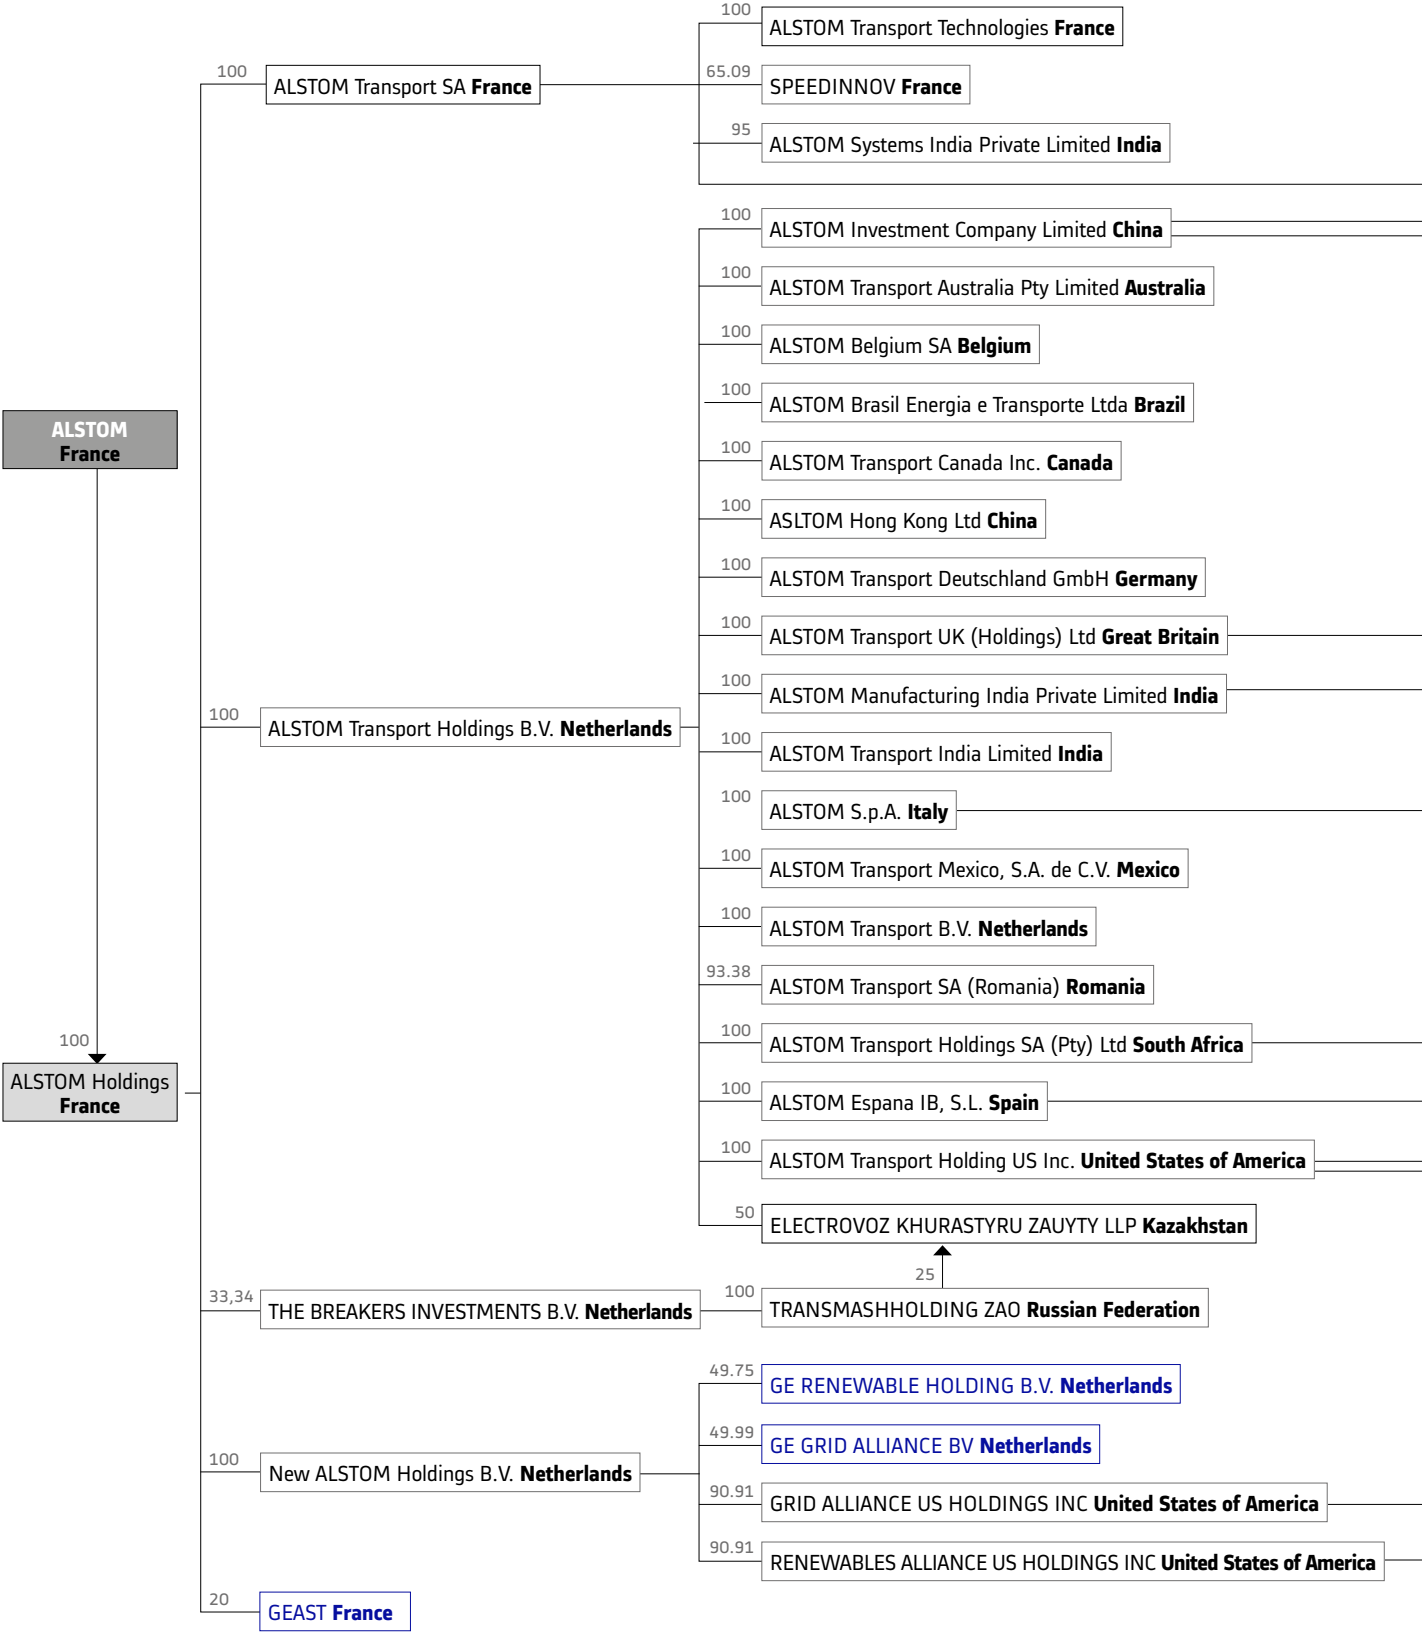 100
ALSTOM Transport Technologies France
100
ALSTOM Transport SA France
65.09
SPEEDINNOV France
95
ALSTOM Systems India Private Limited India
100
ALSTOM Investment Company Limited China
100
ALSTOM Transport Australia Pty Limited Australia
100
ALSTOM Belgium SA Belgium
100
ALSTOM Brasil Energia e Transporte Ltda Brazil
ALSTOM
France
100
ALSTOM Transport Canada Inc. Canada
100
ASLTOM Hong Kong Ltd China
100
ALSTOM Transport Deutschland GmbH Germany
100
ALSTOM Transport UK (Holdings) Ltd Great Britain
100
ALSTOM Manufacturing India Private Limited India
100
ALSTOM Transport Holdings B.V. Netherlands
100
ALSTOM Transport India Limited India
100
ALSTOM S.p.A. Italy
100
ALSTOM Transport Mexico, S.A. de C.V. Mexico
100
ALSTOM Transport B.V. Netherlands
93.38
ALSTOM Transport SA (Romania) Romania
100
ALSTOM Holdings
France
100
ALSTOM Transport Holdings SA (Pty) Ltd South Africa
100
ALSTOM Espana IB, S.L. Spain
100
ALSTOM Transport Holding US Inc. United States of America
50
ELECTROVOZ KHURASTYRU ZAUYTY LLP Kazakhstan
25
33,34
THE BREAKERS INVESTMENTS B.V. Netherlands
100
TRANSMASHHOLDING ZAO Russian Federation
49.75
GE RENEWABLE HOLDING B.V. Netherlands
49.99
GE GRID ALLIANCE BV Netherlands
100
New ALSTOM Holdings B.V. Netherlands
90.91
GRID ALLIANCE US HOLDINGS INC United States of America
90.91
RENEWABLES ALLIANCE US HOLDINGS INC United States of America
20
GEAST France